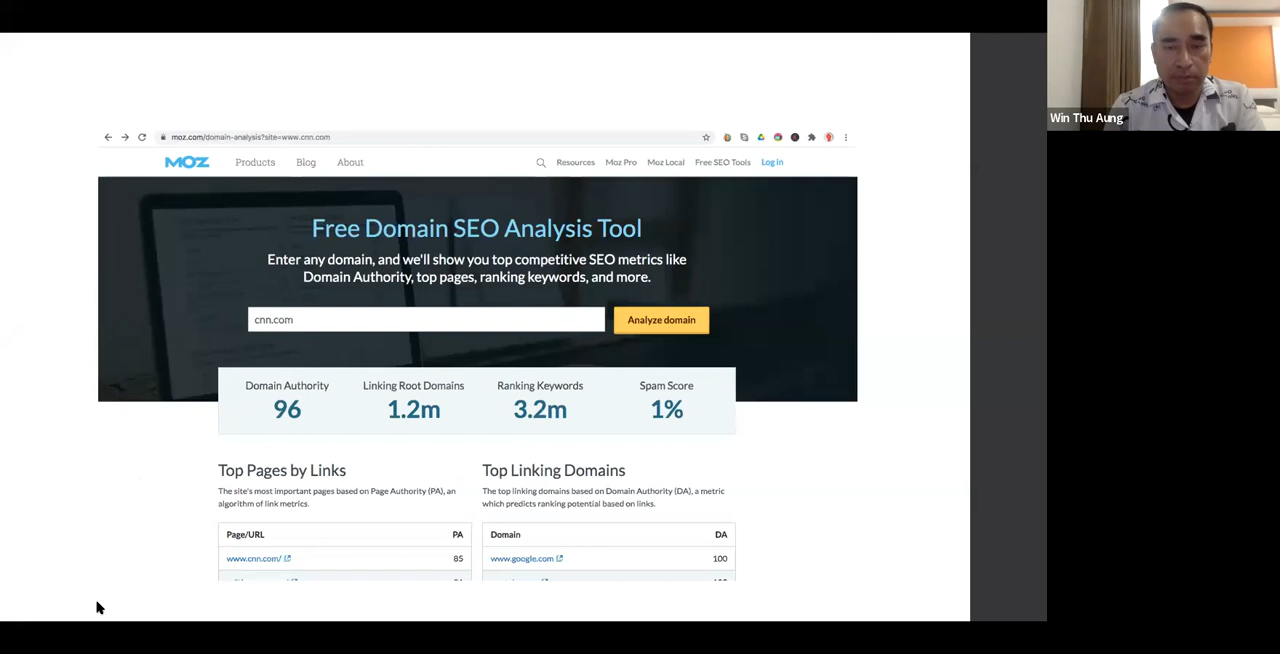 moz.com/domain-analysis?site=www.cnn.com
MOZ Products Blog About Resources Moz Pro Moz Local Free SEO Tools Log in
Free Domain SEO Analysis Tool
Enter any domain, and we'll show you top competitive SEO metrics like
Domain Authority, top pages, ranking keywords, and more.
cnn.com Analyze domain
Domain Authority Linking Root Domains Ranking Keywords Spam Score
96 1.2m 3.2m 1%
Top Pages by Links
The site's most important pages based on Page Authority (PA), an
algorithm of link metrics.
Page/URL PA
www.cnn.com/ 85
Top Linking Domains
The top linking domains based on Domain Authority (DA), a metric
which predicts ranking potential based on links.
Domain DA
www.google.com 100
Win Thu Aung